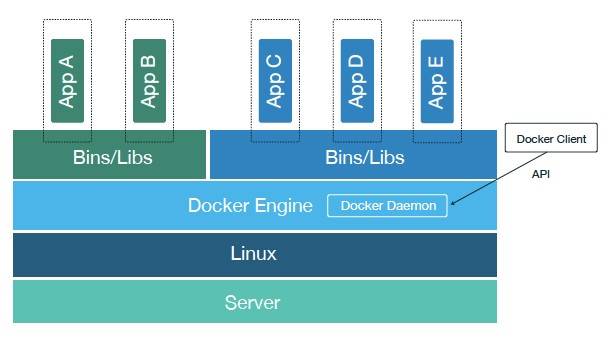 App A
App B
App C
App D
App E
Bins/Libs
Bins/Libs
Docker Client
API
Docker Engine
Docker Daemon
Linux
Server